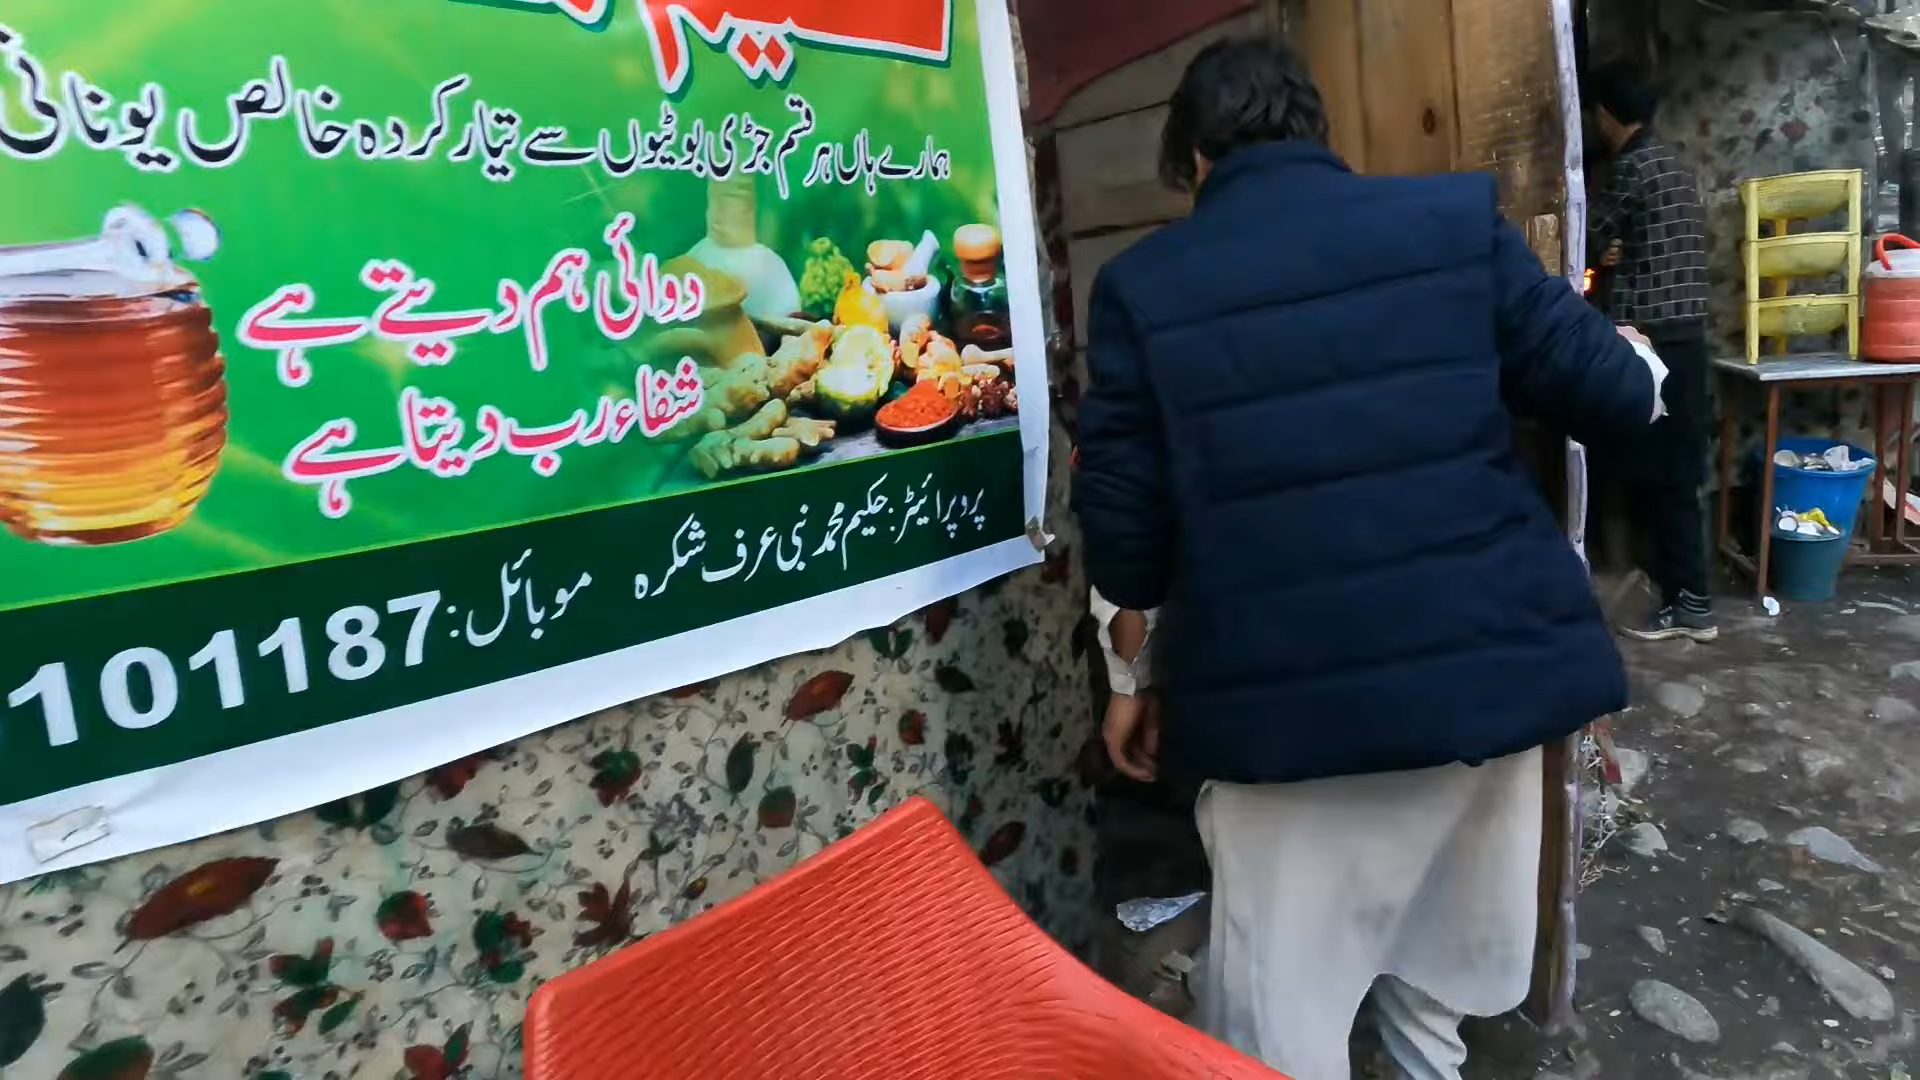 ہمارے ہاں ہر قسم جڑی بوٹیوں سے تیار کردہ خالص یونانی
دوائی ہم دیتے ہے
شفاء رب دیتا ہے
پروپرائیٹر: حکیم محمد نبی عرف شکرہ موبائل: 101187